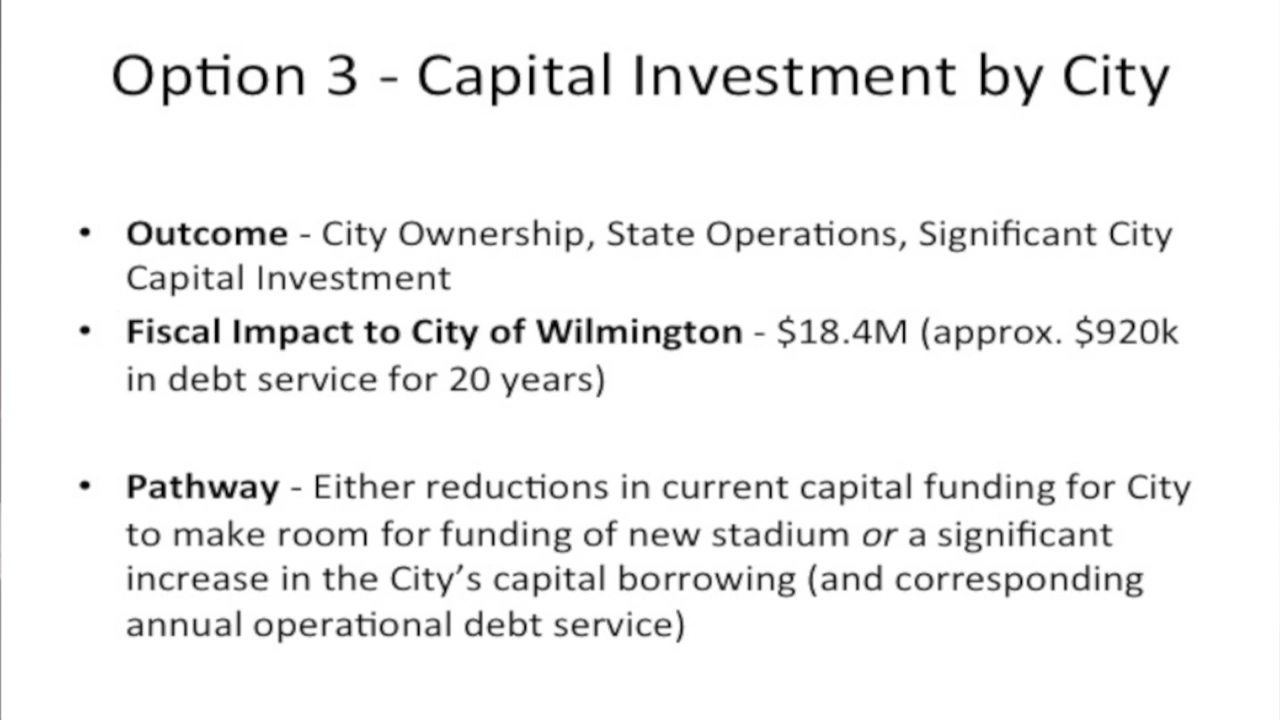 Option 3 - Capital Investment by City
• Outcome - City Ownership, State Operations, Significant City
Capital Investment
• Fiscal Impact to City of Wilmington - $18.4M (approx. $920k
in debt service for 20 years)
• Pathway - Either reductions in current capital funding for City
to make room for funding of new stadium or a significant
increase in the City’s capital borrowing (and corresponding
annual operational debt service)